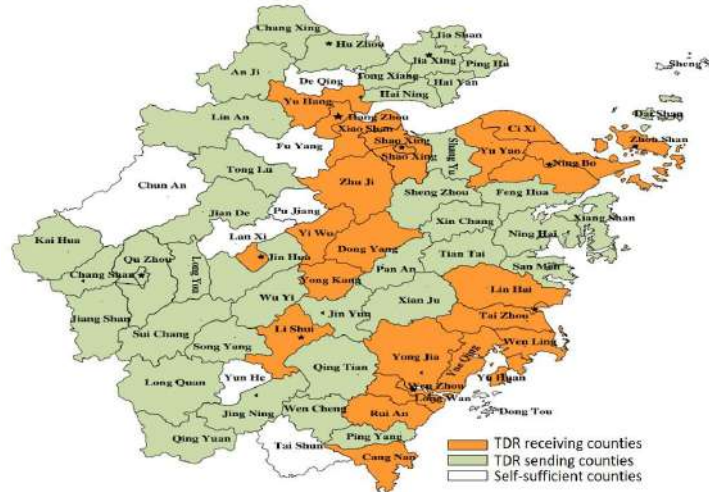 Chang Xing
Hu Zhou
Jia Shan
Jia Xing
Ping Hu
An Ji
De Qing
Tong Xiang
Hai Yan
Hai Ning
Sheng S
Yu Hang
Lin An
Hang Zhou
Dai Shan
Xiao Shan
Ci Xi
Fu Yang
Shao Xing
Shao Xing
Shang Yu
Yu Yao
Zhou Shan
Ning Bo
Tong Lu
Chun An
Zhu Ji
Sheng Zhou
Feng Hua
Jian De
Pu Jiang
Xin Chang
Xiang Shan
Ning Hai
Kai Hua
Lan Xi
Yi Wu
Dong Yang
Qu Zhou
Jin Hua
Tian Tai
Chang Shan
Long You
Pan An
San Men
Yong Kang
Lin Hai
Wu Yi
Xian Ju
Jiang Shan
Jin Yun
Tai Zhou
Sui Chang
Li Shui
Song Yang
Wen Ling
Yong Jia
Yue Qing
Qing Tian
Long Quan
Yun He
Yu Huan
Wen Zhou
Long Wan
Jing Ning
Wen Cheng
Rui An
Dong Tou
Qing Yuan
Ping Yang
Tai Shun
Cang Nan
TDR receiving counties
TDR sending counties
Self-sufficient counties